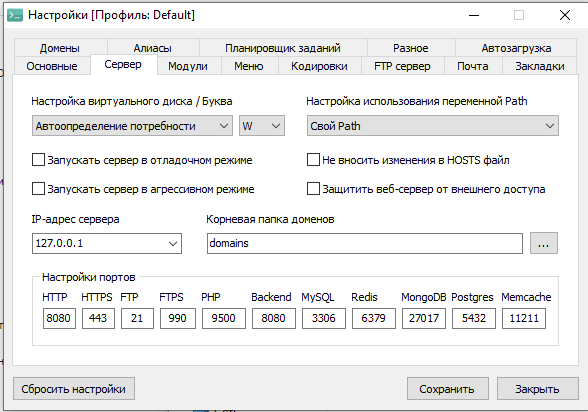 Настройки [Профиль: Default]
Домены Алиасы Планировщик заданий Разное Автозагрузка
Основные Сервер Модули Меню Кодировки FTP сервер Почта Закладки
Настройка виртуального диска / Буква Настройка использования переменной Path
Автоопределение потребности W Свой Path
Запускать сервер в отладочном режиме Не вносить изменения в HOSTS файл
Запускать сервер в агрессивном режиме Защитить веб-сервер от внешнего доступа
IP-адрес сервера Корневая папка доменов
127.0.0.1 domains ...
Настройки портов
HTTP HTTPS FTP FTPS PHP Backend MySQL Redis MongoDB Postgres Memcache
8080 443 21 990 9500 8080 3306 6379 27017 5432 11211
Сбросить настройки Сохранить Закрыть